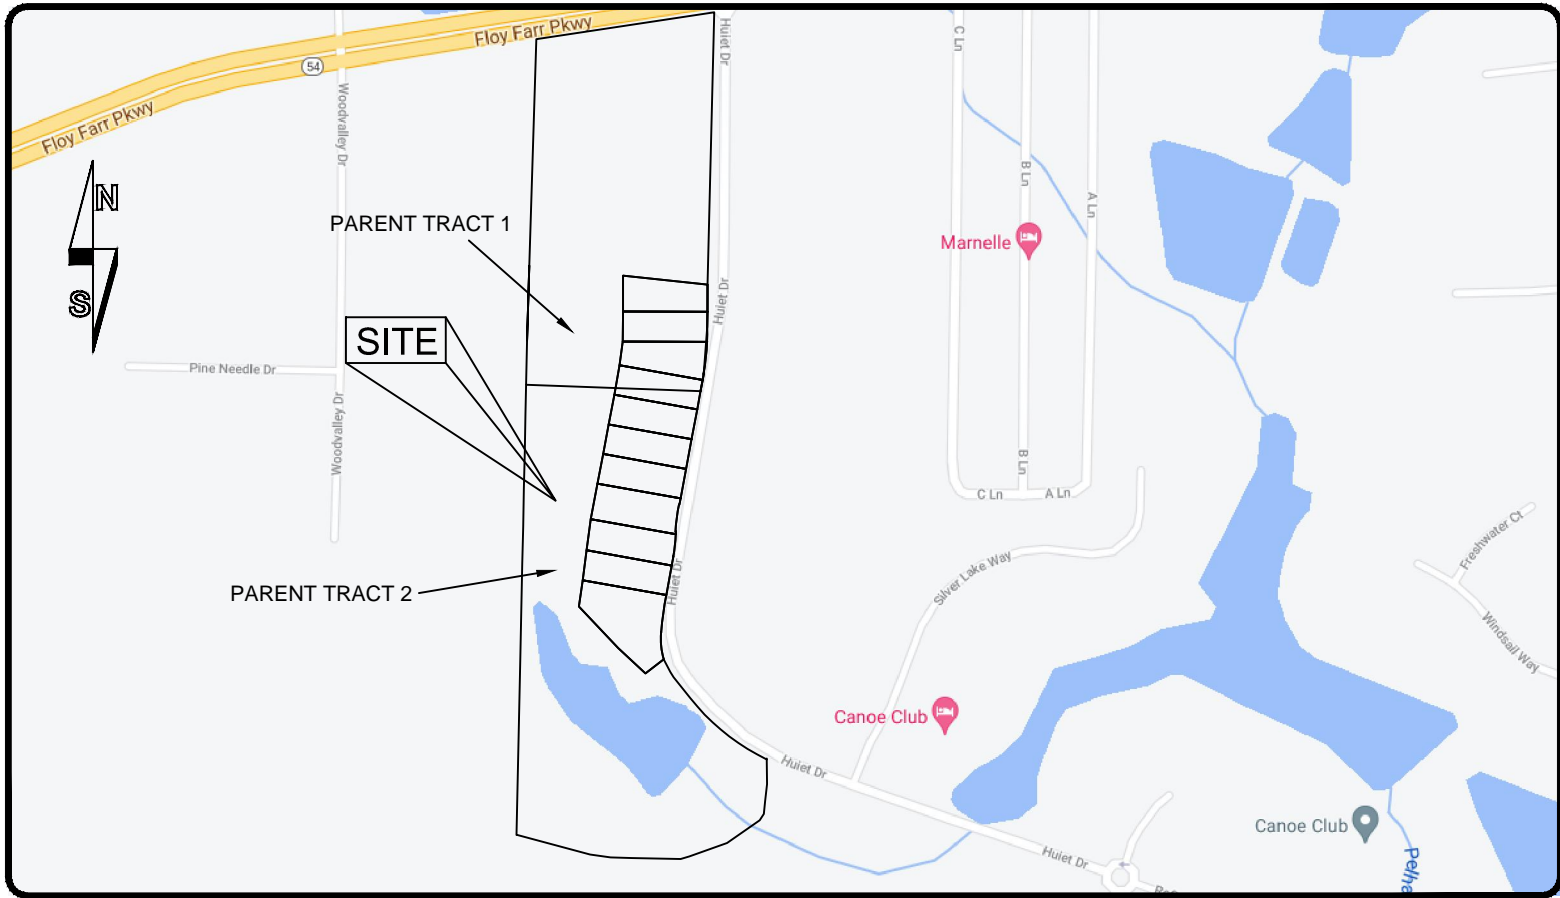 Floy Farr Pkwy
54
Floy Farr Pkwy
Huiet Dr
C Ln
Woodvalley Dr
B Ln
A Ln
N
S
PARENT TRACT 1
Marnelle
Huiet Dr
SITE
Pine Needle Dr
Woodvalley Dr
B Ln
C Ln
A Ln
Freshwater Ct
Silver Lake Way
Huiet Dr
PARENT TRACT 2
Windsail Way
Canoe Club
Huiet Dr
Canoe Club
Huiet Dr
Pelha